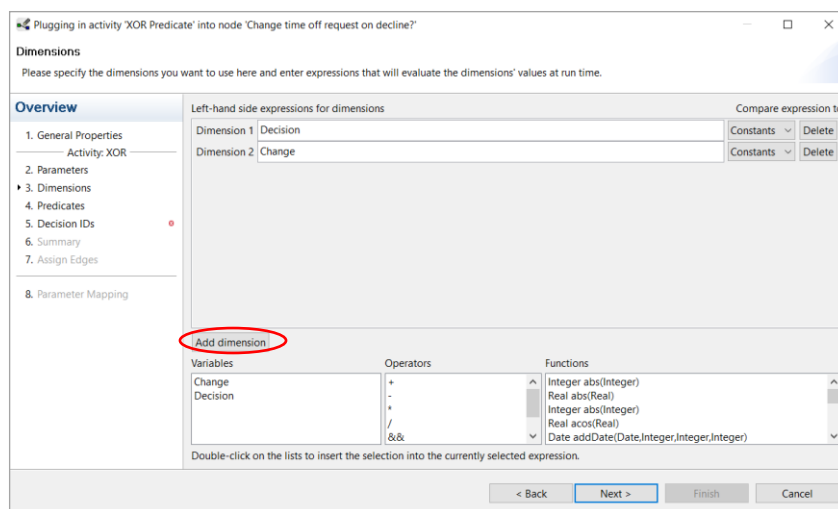 Plugging in activity 'XOR Predicate' into node 'Change time off request on decline?'
Dimensions
Please specify the dimensions you want to use here and enter expressions that will evaluate the dimensions' values at run time.
Overview
1. General Properties
Activity: XOR
2. Parameters
3. Dimensions
4. Predicates
5. Decision IDs
6. Summary
7. Assign Edges
8. Parameter Mapping
Left-hand side expressions for dimensions Compare expression to
Dimension 1 Decision Constants Delete
Dimension 2 Change Constants Delete
Add dimension
Variables
Change
Decision
Operators
+
-
*
/
&&
Functions
Integer abs(Integer)
Real abs(Real)
Integer abs(Integer)
Real acos(Real)
Date addDate(Date,Integer,Integer,Integer)
Double-click on the lists to insert the selection into the currently selected expression.
< Back Next > Finish Cancel